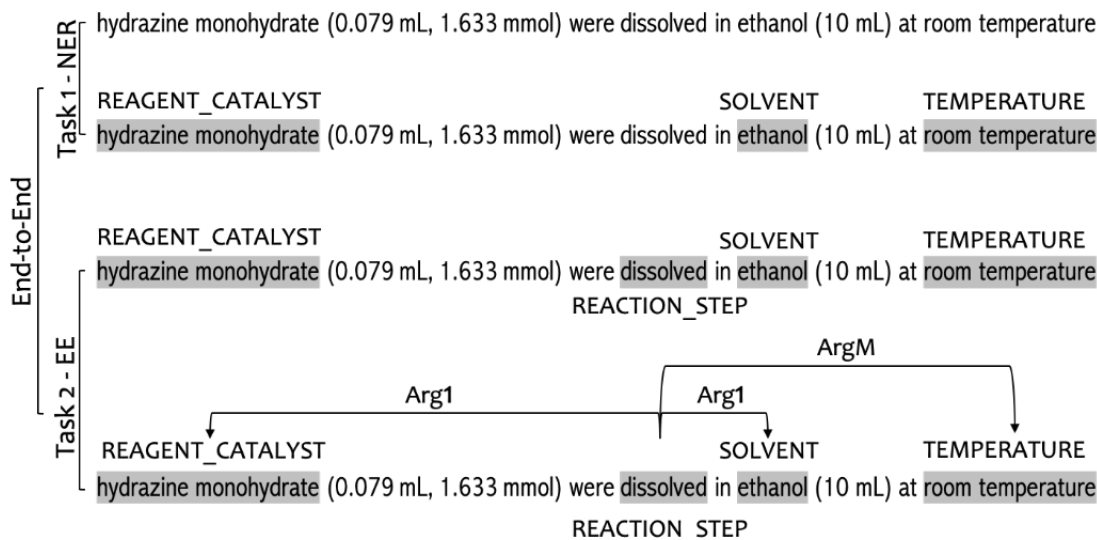 hydrazine monohydrate (0.079 mL, 1.633 mmol) were dissolved in ethanol (10 mL) at room temperature
Task 1 - NER
REAGENT_CATALYST SOLVENT TEMPERATURE
hydrazine monohydrate (0.079 mL, 1.633 mmol) were dissolved in ethanol (10 mL) at room temperature
End-to-End
REAGENT_CATALYST SOLVENT TEMPERATURE
hydrazine monohydrate (0.079 mL, 1.633 mmol) were dissolved in ethanol (10 mL) at room temperature
REACTION_STEP
Task 2 - EE
ArgM
Arg1 Arg1
REAGENT_CATALYST SOLVENT TEMPERATURE
hydrazine monohydrate (0.079 mL, 1.633 mmol) were dissolved in ethanol (10 mL) at room temperature
REACTION STEP